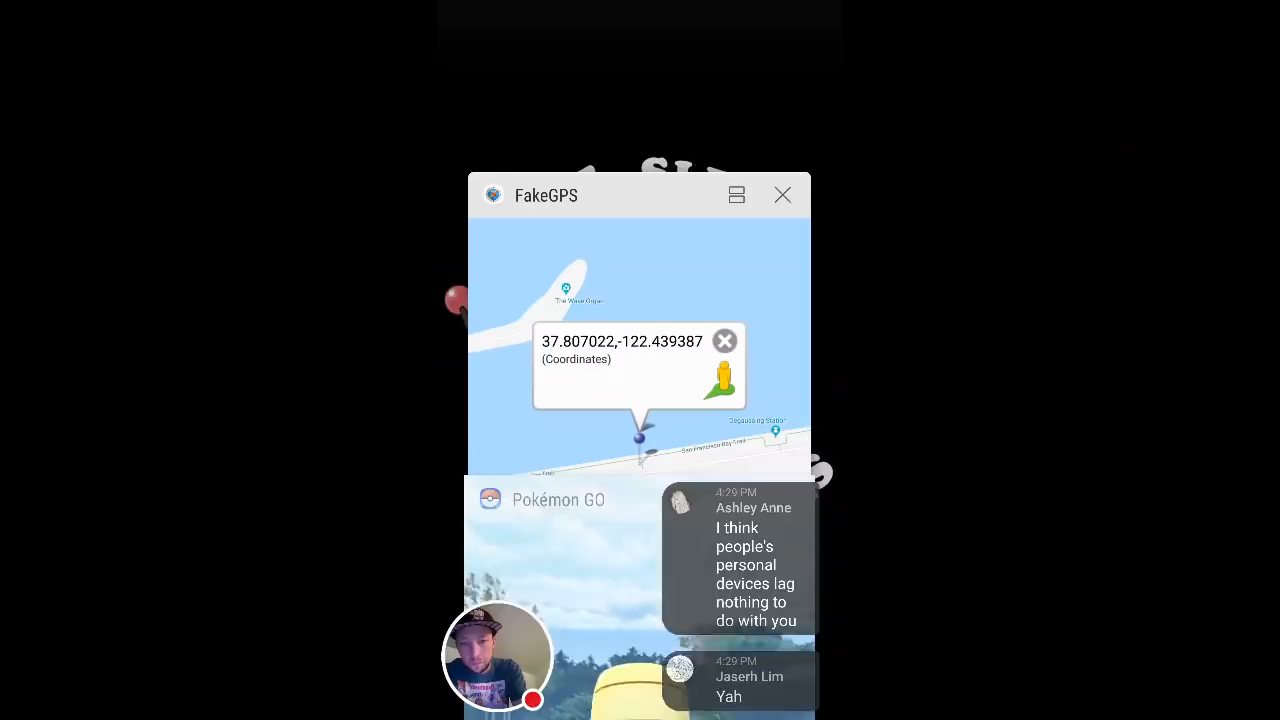 FakeGPS
The Wave Organ
37.807022,-122.439387
(Coordinates)
Degaussing Station
San Francisco Bay Trail
Trail
Pokémon GO
4:29 PM
Ashley Anne
I think
people's
personal
devices lag
nothing to
do with you
4:29 PM
Jaserh Lim
Yah